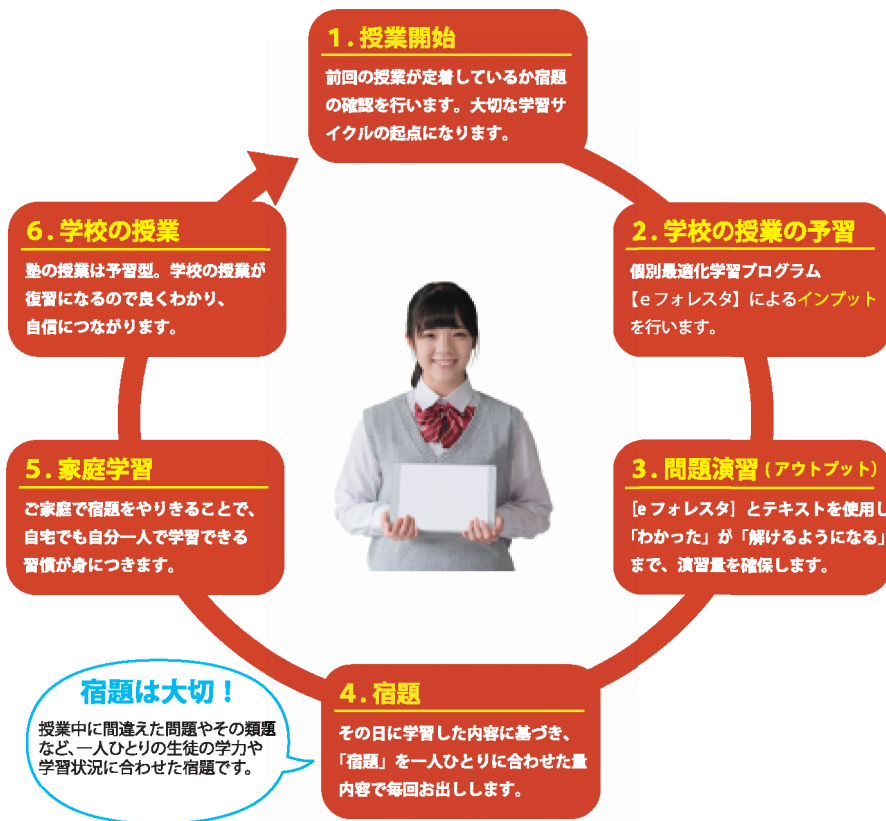 1.授業開始
前回の授業が定着しているか宿題
の確認を行います。大切な学習サ
イクルの起点になります。
2.学校の授業の予習
個別最適化学習プログラム
【eフォレスタ】によるインプット
を行います。
3.問題演習(アウトプット)
[eフォレスタ]とテキストを使用し
「わかった」が「解けるようになる」
まで、演習量を確保します。
4.宿題
その日に学習した内容に基づき、
「宿題」を一人ひとりに合わせた量
内容で毎回お出しします。
宿題は大切！
授業中に間違えた問題やその類題
など、一人ひとりの生徒の学力や
学習状況に合わせた宿題です。
5.家庭学習
ご家庭で宿題をやりきることで、
自宅でも自分一人で学習できる
習慣が身につきます。
6.学校の授業
塾の授業は予習型。学校の授業が
復習になるので良くわかり、
自信につながります。